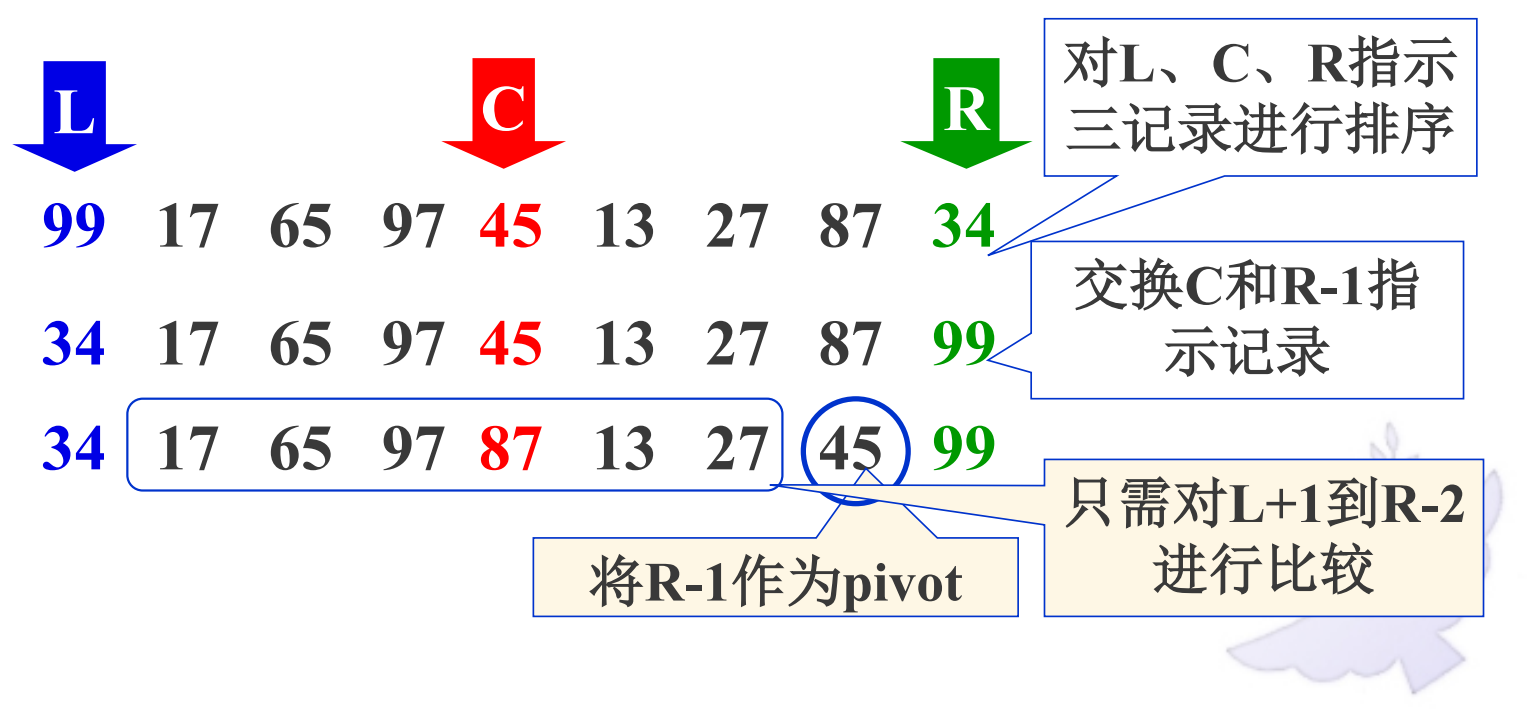 L C R
对L、C、R指示
三记录进行排序
99 17 65 97 45 13 27 87 34
交换C和R-1指
示记录
34 17 65 97 45 13 27 87 99
34 17 65 97 87 13 27 45 99
只需对L+1到R-2
进行比较
将R-1作为pivot